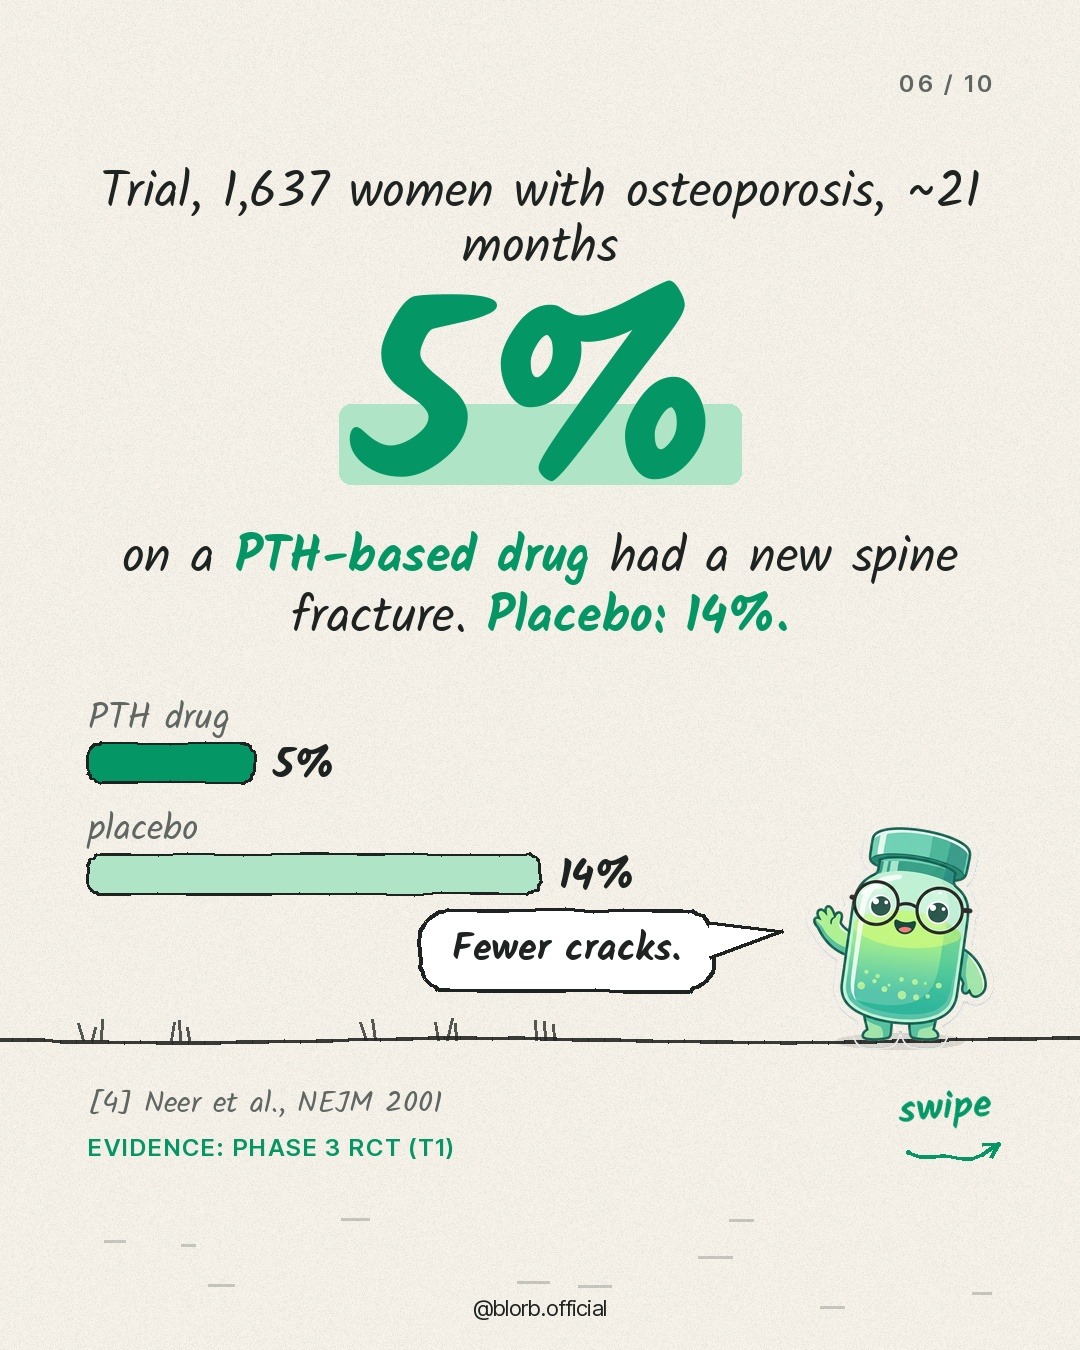 06 / 10
Trial, 1,637 women with osteoporosis, ~21
months
5%
on a PTH-based drug had a new spine
fracture. Placebo: 14%.
PTH drug
5%
placebo
14%
Fewer cracks.
[4] Neer et al., NEJM 2001
EVIDENCE: PHASE 3 RCT (T1)
swipe
@blorb.official